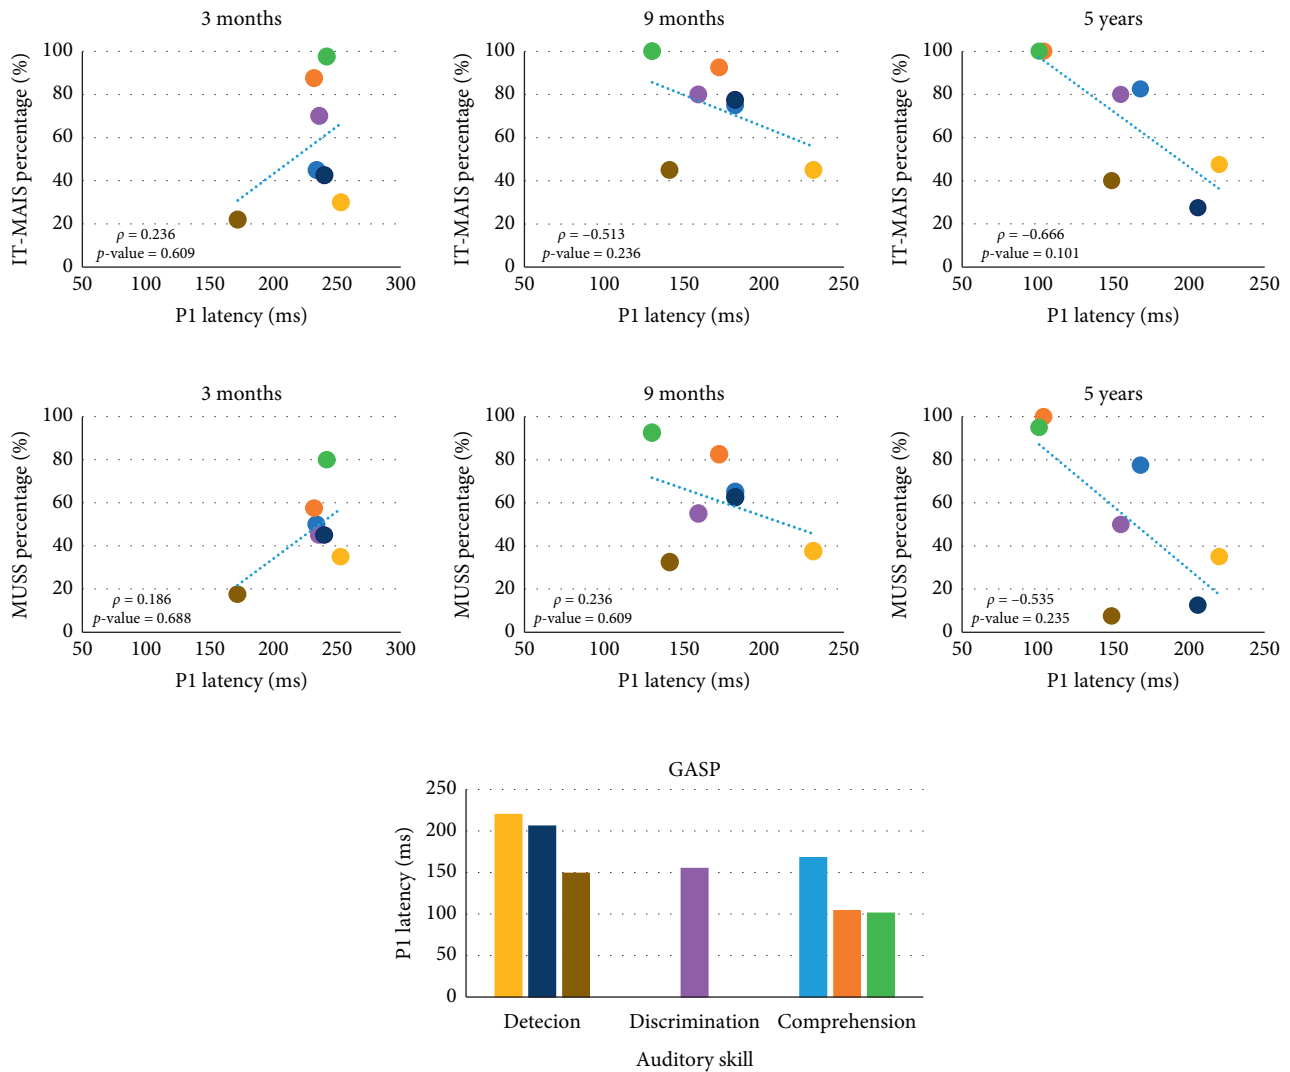 3 months
9 months
5 years
IT-MAIS percentage (%)
100
80
60
40
20
0
ρ = 0.236
p-value = 0.609
50 100 150 200 250 300
P1 latency (ms)
IT-MAIS percentage (%)
100
80
60
40
20
0
ρ = –0.513
p-value = 0.236
50 100 150 200 250
P1 latency (ms)
IT-MAIS percentage (%)
100
80
60
40
20
0
ρ = –0.666
p-value = 0.101
50 100 150 200 250
P1 latency (ms)
3 months
9 months
5 years
MUSS percentage (%)
100
80
60
40
20
0
ρ = 0.186
p-value = 0.688
50 100 150 200 250 300
P1 latency (ms)
MUSS percentage (%)
100
80
60
40
20
0
ρ = 0.236
p-value = 0.609
50 100 150 200 250
P1 latency (ms)
MUSS percentage (%)
100
80
60
40
20
0
ρ = –0.535
p-value = 0.235
50 100 150 200 250
P1 latency (ms)
GASP
P1 latency (ms)
250
200
150
100
50
0
Detecion Discrimination Comprehension
Auditory skill